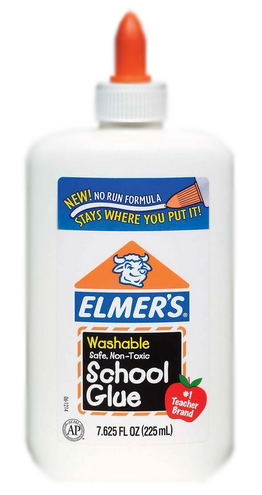 NEW! NO RUN FORMULA
STAYS WHERE YOU PUT IT!
ELMER'S®
Washable
Safe, Non-Toxic
School
Glue
#1
Teacher
Brand
AP
7.625 FL OZ (225 mL)